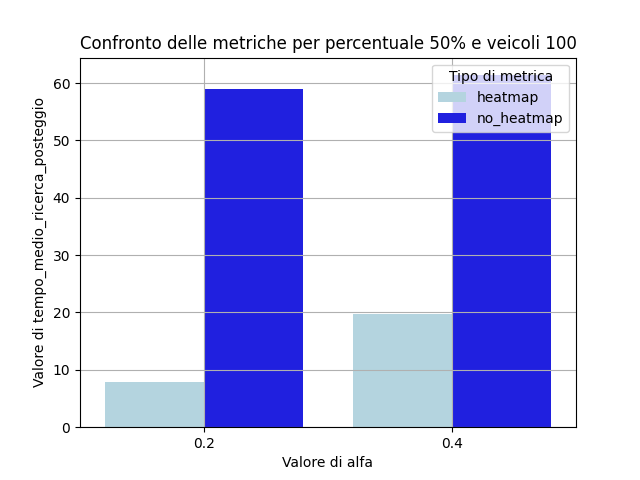 Confronto delle metriche per percentuale 50% e veicoli 100
Tipo di metrica
heatmap
no_heatmap
Valore di tempo_medio_ricerca_posteggio
60
50
40
30
20
10
0
0.2
0.4
Valore di alfa